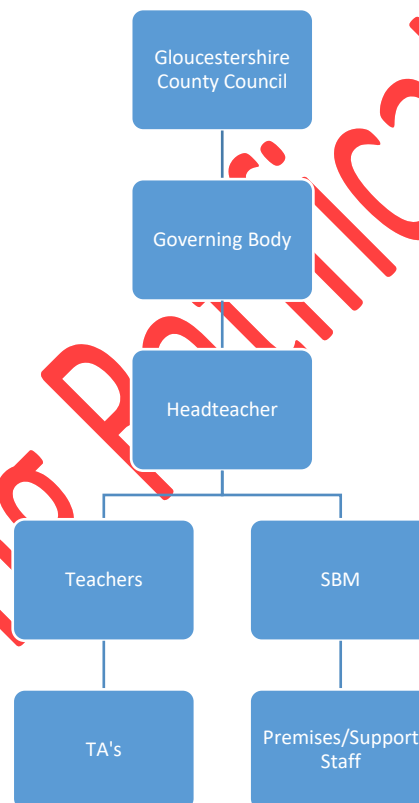 Gloucestershire
County Council
Governing Body
Headteacher
Teachers
SBM
TA's
Premises/Support
Staff